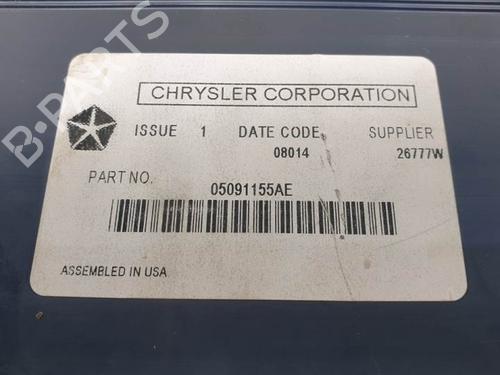 B-PARTS
CHRYSLER CORPORATION
ISSUE 1 DATE CODE SUPPLIER
08014 26777W
PART NO. 05091155AE
ASSEMBLED IN USA